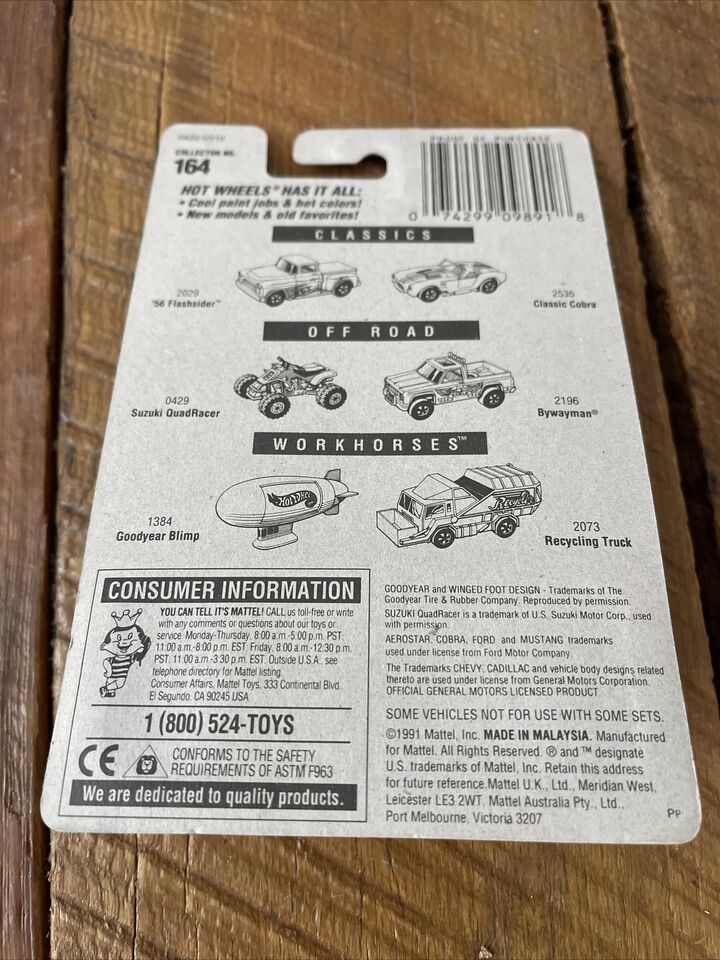 COLLECTOR NO.
164
PROOF OF PURCHASE
HOT WHEELS® HAS IT ALL:
• Cool paint jobs & hot colors!
• New models & old favorites!
0 74299 09891 8
CLASSICS
2029
'56 Flashsider™
2535
Classic Cobra
OFF ROAD
0429
Suzuki QuadRacer
2196
Bywayman®
WORKHORSES™
1384
Goodyear Blimp
2073
Recycling Truck
CONSUMER INFORMATION
YOU CAN TELL IT'S MATTEL! CALL us toll-free or write
with any comments or questions about our toys or
service. Monday-Thursday, 8:00 a.m.-5:00 p.m. PST,
11:00 a.m.-8:00 p.m. EST. Friday, 8:00 a.m.-12:30 p.m.
PST, 11:00 a.m.-3:30 p.m. EST. Outside U.S.A. see
telephone directory for Mattel listing.
Consumer Affairs, Mattel Toys, 333 Continental Blvd.
El Segundo, CA 90245 USA
1 (800) 524-TOYS
CE CONFORMS TO THE SAFETY
REQUIREMENTS OF ASTM F963
We are dedicated to quality products.
GOODYEAR and WINGED FOOT DESIGN - Trademarks of The
Goodyear Tire & Rubber Company. Reproduced by permission.
SUZUKI QuadRacer is a trademark of U.S. Suzuki Motor Corp., used
with permission.
AEROSTAR, COBRA, FORD and MUSTANG trademarks
used under license from Ford Motor Company.
The Trademarks CHEVY, CADILLAC and vehicle body designs related
thereto are used under license from General Motors Corporation.
OFFICIAL GENERAL MOTORS LICENSED PRODUCT
SOME VEHICLES NOT FOR USE WITH SOME SETS.
©1991 Mattel, Inc. MADE IN MALAYSIA. Manufactured
for Mattel. All Rights Reserved. ® and ™ designate
U.S. trademarks of Mattel, Inc. Retain this address
for future reference.Mattel U.K., Ltd., Meridian West,
Leicester LE3 2WT. Mattel Australia Pty., Ltd.,
Port Melbourne, Victoria 3207
PP